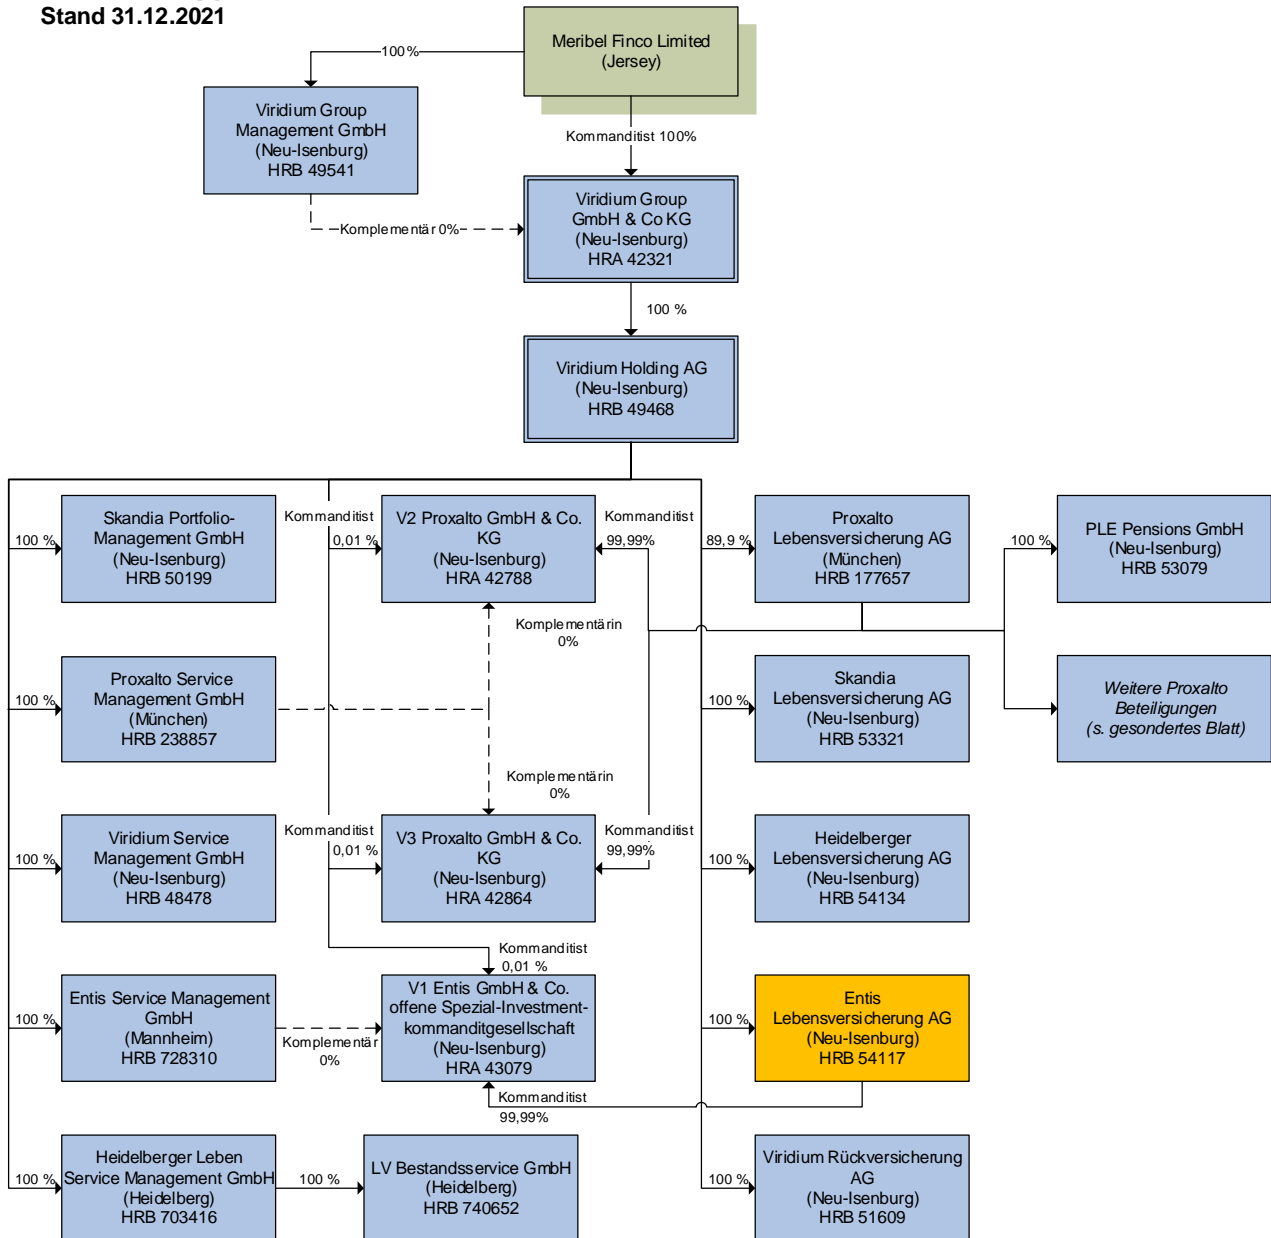 Stand 31.12.2021
Meribel Finco Limited
(Jersey)
100%
Viridium Group
Management GmbH
(Neu-Isenburg)
HRB 49541
Kommanditist 100%
Komplementär 0%
Viridium Group
GmbH & Co KG
(Neu-Isenburg)
HRA 42321
100 %
Viridium Holding AG
(Neu-Isenburg)
HRB 49468
100 %
Skandia Portfolio-
Management GmbH
(Neu-Isenburg)
HRB 50199
Kommanditist
0,01 %
V2 Proxalto GmbH & Co.
KG
(Neu-Isenburg)
HRA 42788
Kommanditist
99,99%
89,9 %
Proxalto
Lebensversicherung AG
(München)
HRB 177657
100 %
PLE Pensions GmbH
(Neu-Isenburg)
HRB 53079
Komplementärin
0%
100 %
Proxalto Service
Management GmbH
(München)
HRB 238857
100 %
Skandia
Lebensversicherung AG
(Neu-Isenburg)
HRB 53321
Weitere Proxalto
Beteiligungen
(s. gesondertes Blatt)
Komplementärin
0%
100 %
Viridium Service
Management GmbH
(Neu-Isenburg)
HRB 48478
Kommanditist
0,01 %
V3 Proxalto GmbH & Co.
KG
(Neu-Isenburg)
HRA 42864
Kommanditist
99,99%
100 %
Heidelberger
Lebensversicherung AG
(Neu-Isenburg)
HRB 54134
Kommanditist
0,01 %
100 %
Entis Service Management
GmbH
(Mannheim)
HRB 728310
Komplementär
0%
V1 Entis GmbH & Co.
offene Spezial-Investment-
kommanditgesellschaft
(Neu-Isenburg)
HRA 43079
100 %
Entis
Lebensversicherung AG
(Neu-Isenburg)
HRB 54117
Kommanditist
99,99%
100 %
Heidelberger Leben
Service Management GmbH
(Heidelberg)
HRB 703416
100 %
LV Bestandsservice GmbH
(Heidelberg)
HRB 740652
100 %
Viridium Rückversicherung
AG
(Neu-Isenburg)
HRB 51609